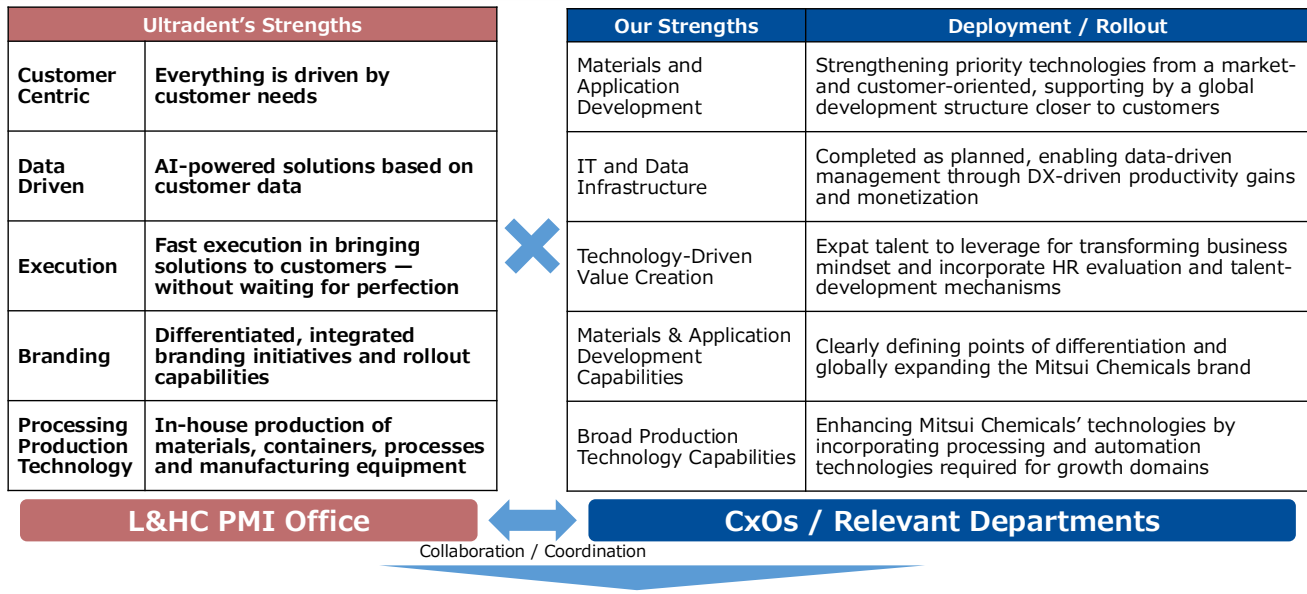 Ultradent’s Strengths
Customer
Centric
Everything is driven by
customer needs
Data
Driven
AI-powered solutions based on
customer data
Execution
Fast execution in bringing
solutions to customers —
without waiting for perfection
Branding
Differentiated, integrated
branding initiatives and rollout
capabilities
Processing
Production
Technology
In-house production of
materials, containers, processes
and manufacturing equipment
Our Strengths
Deployment / Rollout
Materials and
Application
Development
Strengthening priority technologies from a market-
and customer-oriented, supporting by a global
development structure closer to customers
IT and Data
Infrastructure
Completed as planned, enabling data-driven
management through DX-driven productivity gains
and monetization
Technology-Driven
Value Creation
Expat talent to leverage for transforming business
mindset and incorporate HR evaluation and talent-
development mechanisms
Materials & Application
Development
Capabilities
Clearly defining points of differentiation and
globally expanding the Mitsui Chemicals brand
Broad Production
Technology Capabilities
Enhancing Mitsui Chemicals’ technologies by
incorporating processing and automation
technologies required for growth domains
L&HC PMI Office
CxOs / Relevant Departments
Collaboration / Coordination